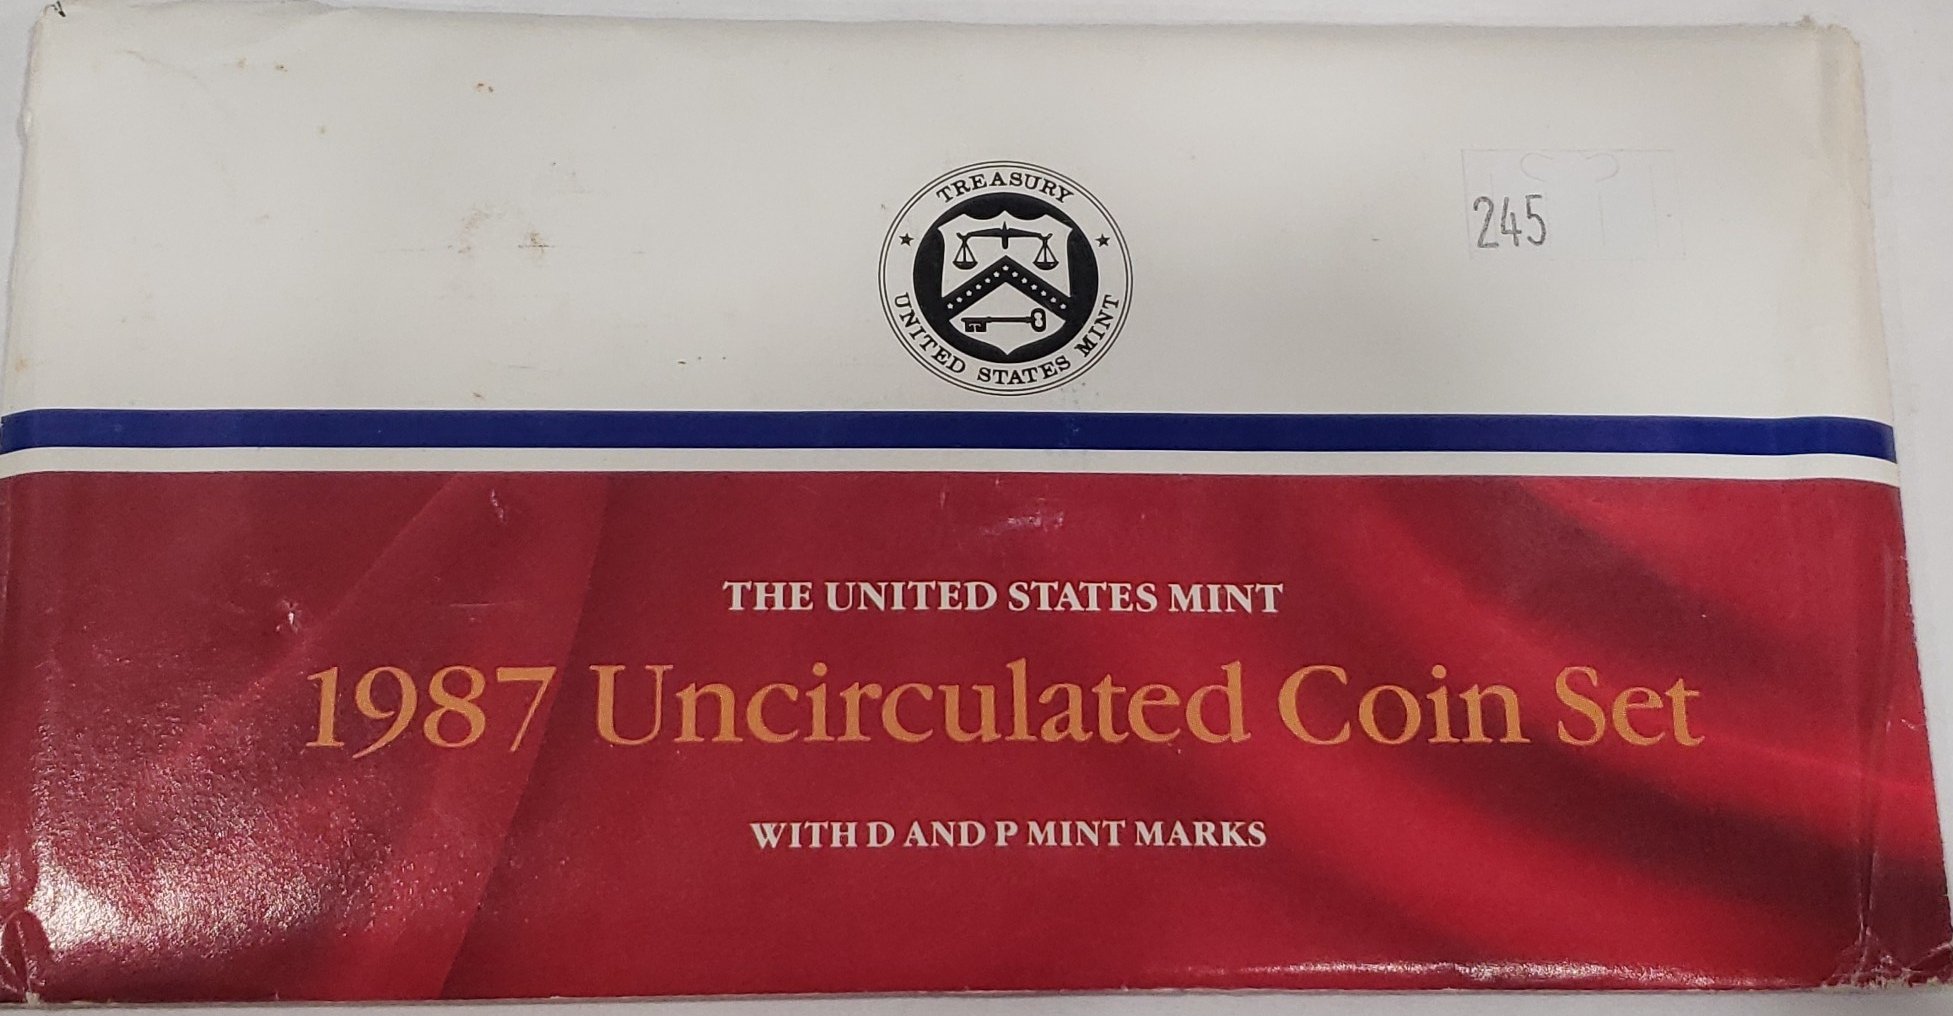 TREASURY
UNITED STATES MINT
245
THE UNITED STATES MINT
1987 Uncirculated Coin Set
WITH D AND P MINT MARKS